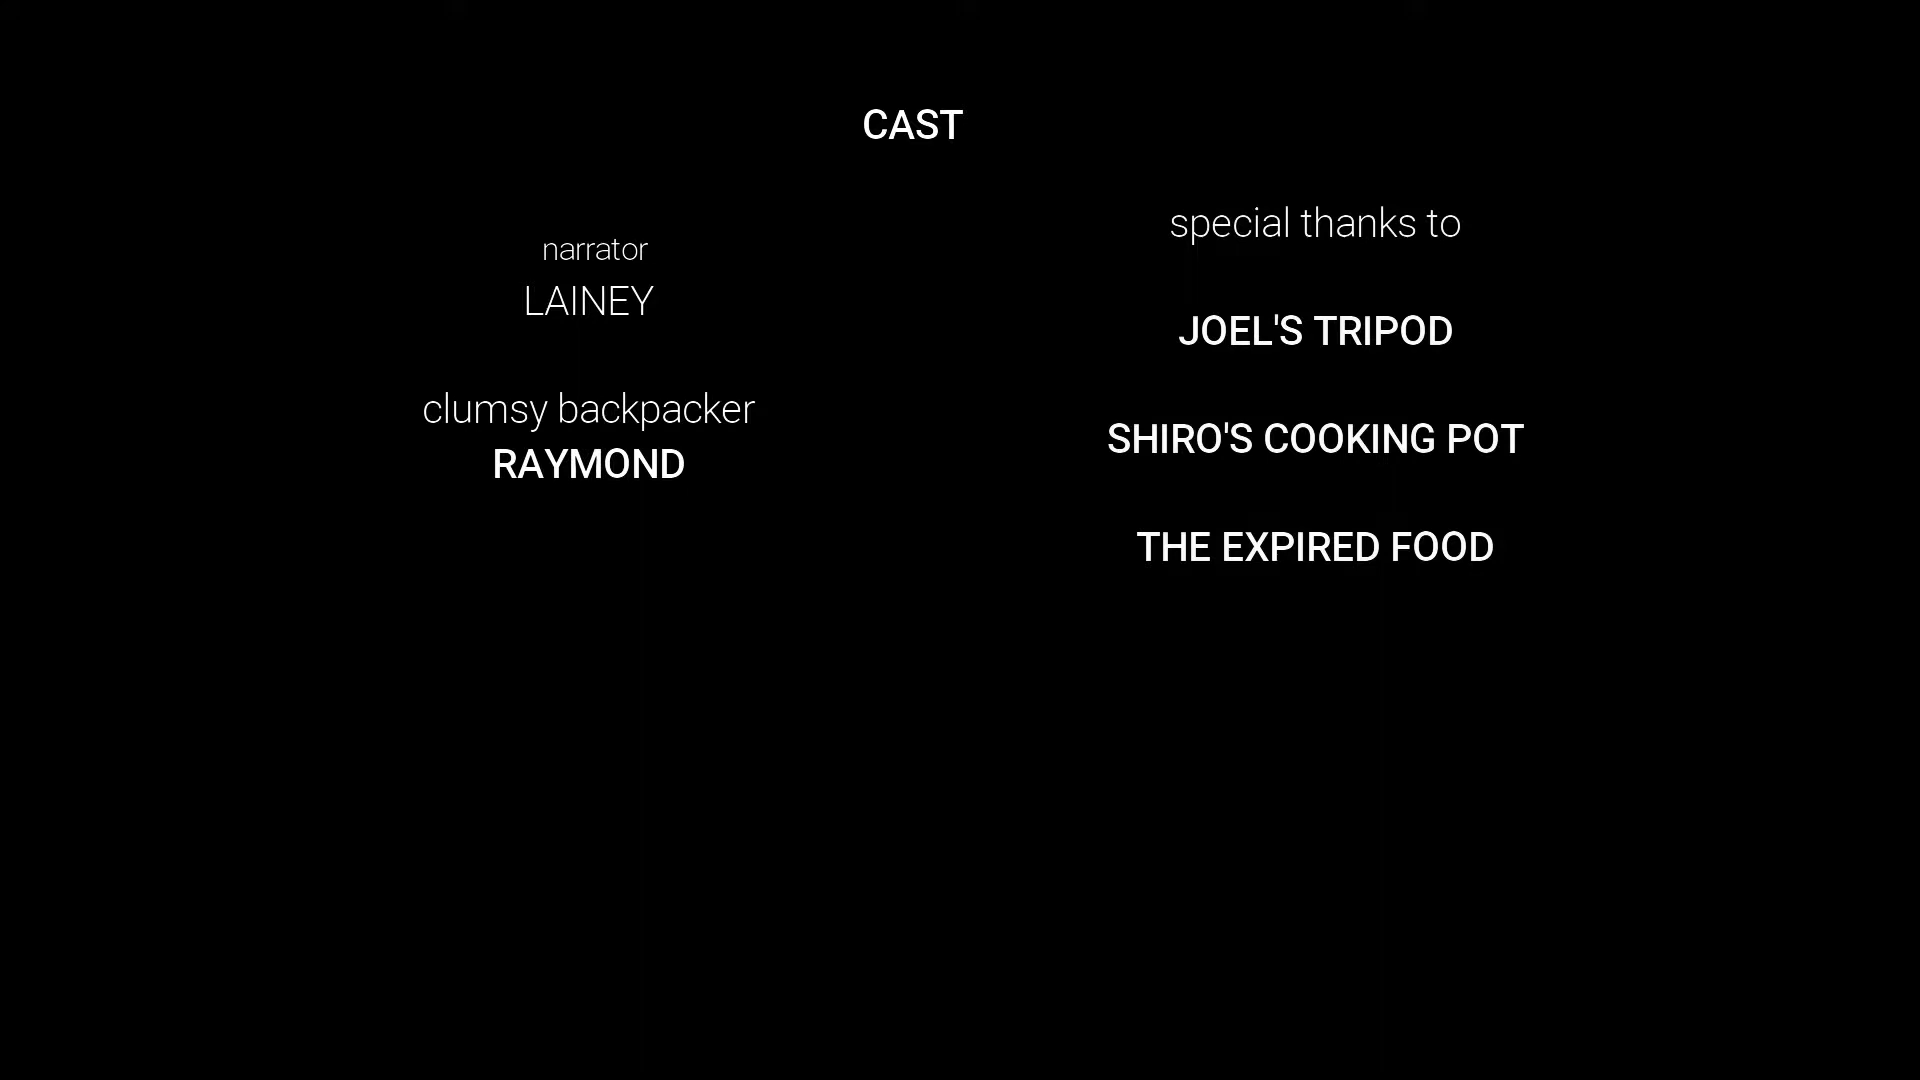 CAST
narrator
LAINEY
clumsy backpacker
RAYMOND
special thanks to
JOEL'S TRIPOD
SHIRO'S COOKING POT
THE EXPIRED FOOD